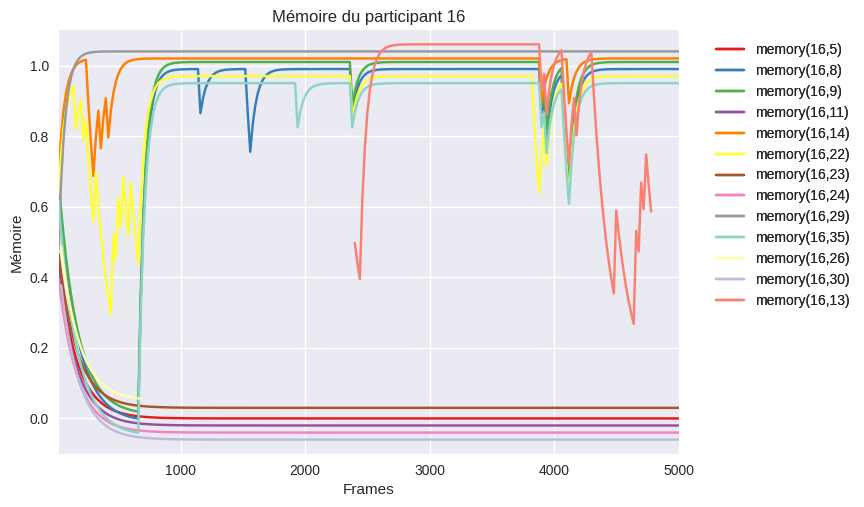 Mémoire du participant 16
Mémoire
1.0
0.8
0.6
0.4
0.2
0.0
1000
2000
3000
4000
5000
Frames
memory(16,5)
memory(16,8)
memory(16,9)
memory(16,11)
memory(16,14)
memory(16,22)
memory(16,23)
memory(16,24)
memory(16,29)
memory(16,35)
memory(16,26)
memory(16,30)
memory(16,13)